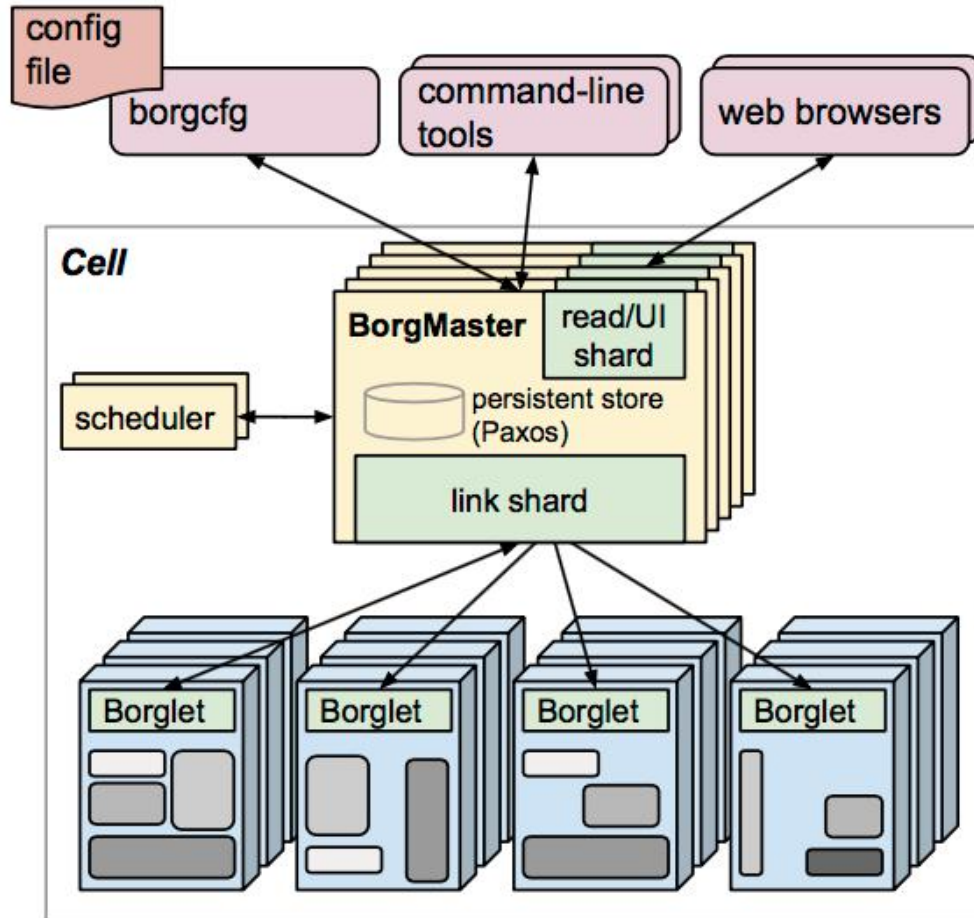 config
file
borgcfg
command-line
tools
web browsers
Cell
BorgMaster
read/UI
shard
scheduler
persistent store
(Paxos)
link shard
Borglet
Borglet
Borglet
Borglet